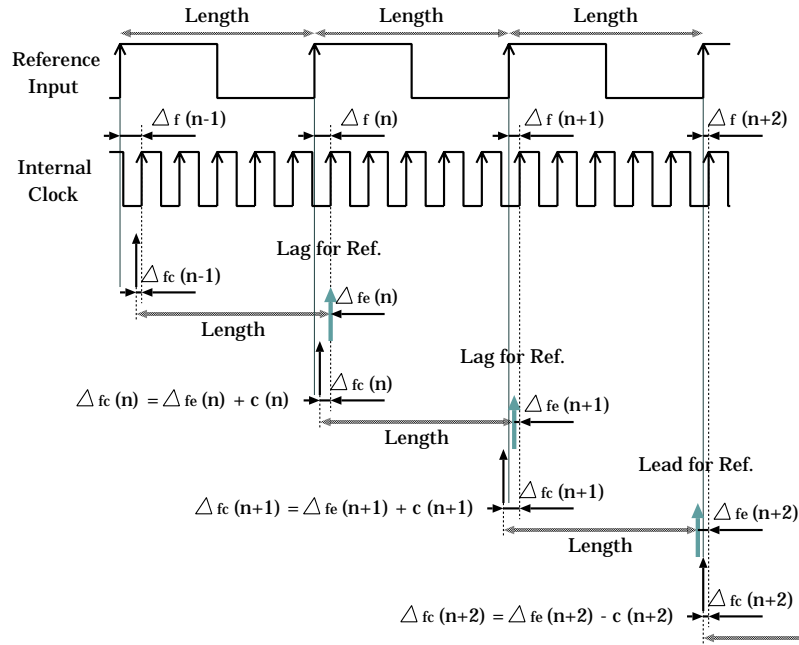 Length Length Length
Reference
Input
△f (n-1) △f (n) △f (n+1) △f (n+2)
Internal
Clock
Lag for Ref.
△fc (n-1)
△fe (n)
Length
Lag for Ref.
△fc (n)
△fc (n) = △fe (n) + c (n)
△fe (n+1)
Length
Lead for Ref.
△fc (n+1)
△fc (n+1) = △fe (n+1) + c (n+1)
△fe (n+2)
Length
△fc (n+2)
△fc (n+2) = △fe (n+2) - c (n+2)